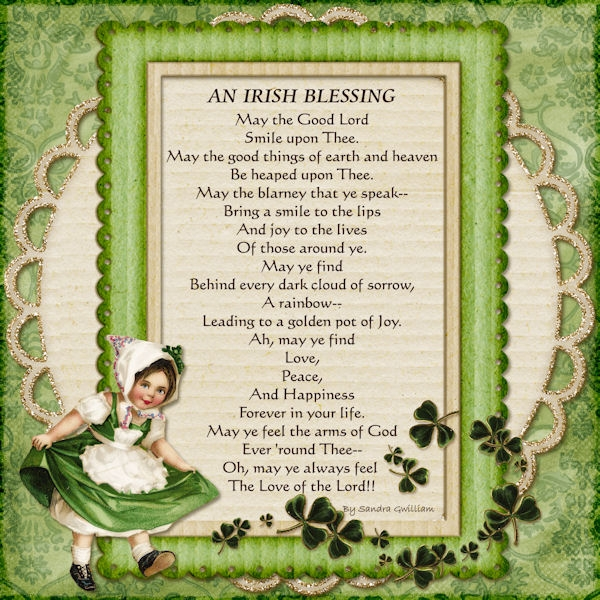 AN IRISH BLESSING
May the Good Lord
Smile upon Thee.
May the good things of earth and heaven
Be heaped upon Thee.
May the blarney that ye speak--
Bring a smile to the lips
And joy to the lives
Of those around ye.
May ye find
Behind every dark cloud of sorrow,
A rainbow--
Leading to a golden pot of Joy.
Ah, may ye find
Love,
Peace,
And Happiness
Forever in your life.
May ye feel the arms of God
Ever 'round Thee--
Oh, may ye always feel
The Love of the Lord!!
By Sandra Gwilliam